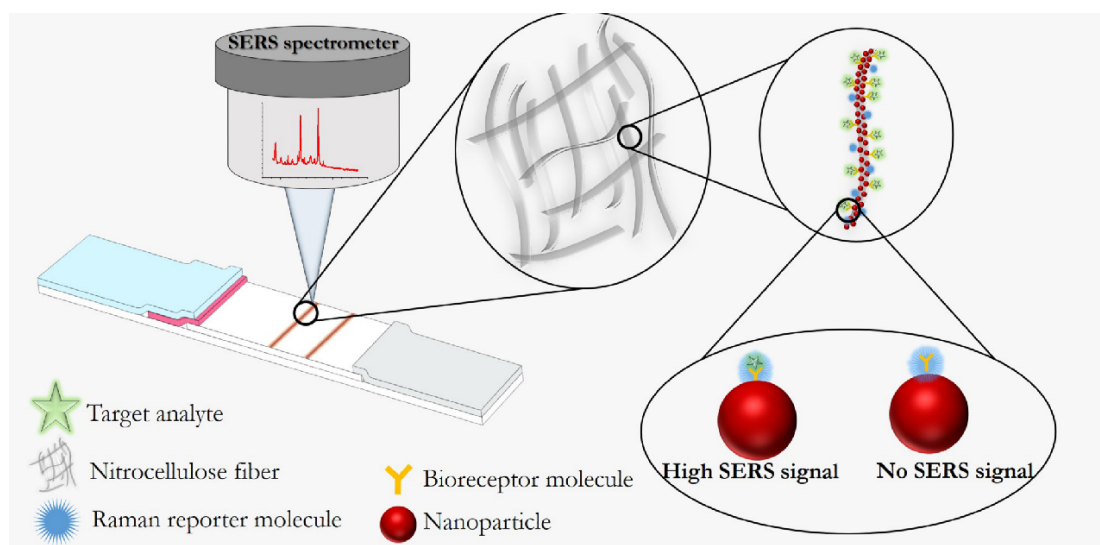 SERS spectrometer
High SERS signal
No SERS signal
Target analyte
Nitrocellulose fiber
Raman reporter molecule
Bioreceptor molecule
Nanoparticle